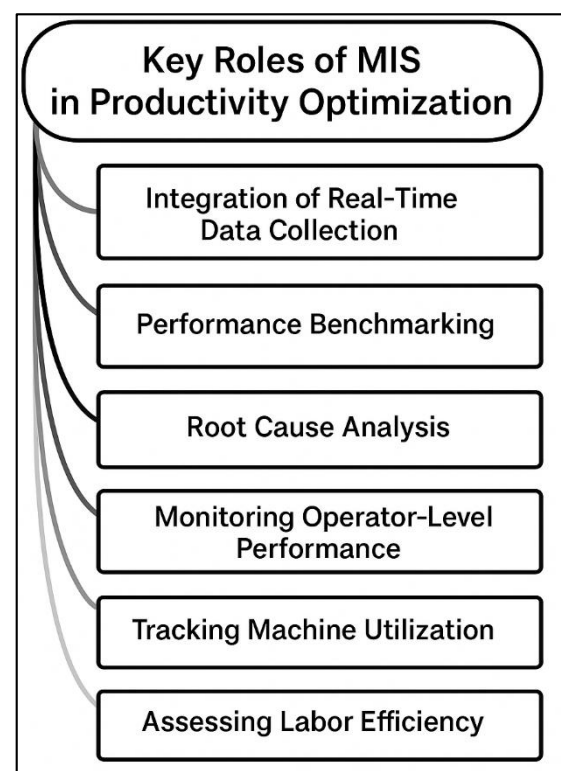 Key Roles of MIS
in Productivity Optimization
Integration of Real-Time
Data Collection
Performance Benchmarking
Root Cause Analysis
Monitoring Operator-Level
Performance
Tracking Machine Utilization
Assessing Labor Efficiency